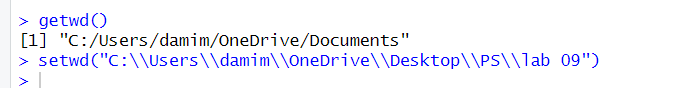 > getwd()
[1] "C:/Users/damim/OneDrive/Documents"
> setwd("C:\\Users\\damim\\OneDrive\\Desktop\\PS\\lab 09")
>